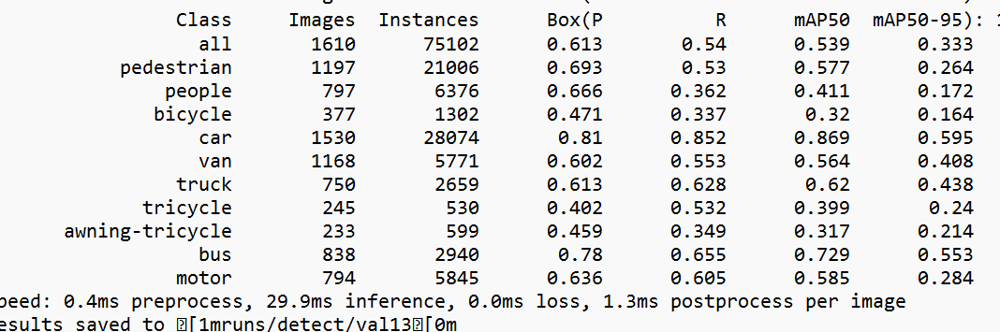 Class Images Instances Box(P R mAP50 mAP50-95):
all 1610 75102 0.613 0.54 0.539 0.333
pedestrian 1197 21006 0.693 0.53 0.577 0.264
people 797 6376 0.666 0.362 0.411 0.172
bicycle 377 1302 0.471 0.337 0.32 0.164
car 1530 28074 0.81 0.852 0.869 0.595
van 1168 5771 0.602 0.553 0.564 0.408
truck 750 2659 0.613 0.628 0.62 0.438
tricycle 245 530 0.402 0.532 0.399 0.24
awning-tricycle 233 599 0.459 0.349 0.317 0.214
bus 838 2940 0.78 0.655 0.729 0.553
motor 794 5845 0.636 0.605 0.585 0.284
peed: 0.4ms preprocess, 29.9ms inference, 0.0ms loss, 1.3ms postprocess per image
esults saved to [1mruns/detect/val13[0m